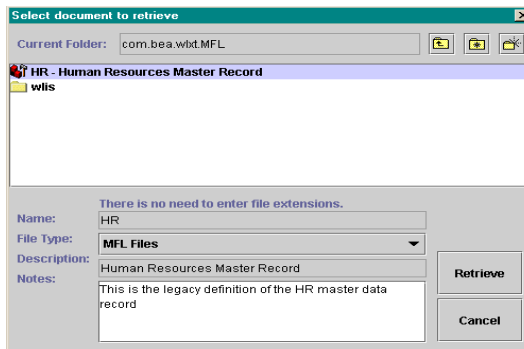 Select document to retrieve
Current Folder: com.bea.wlxt.MFL
HR - Human Resources Master Record
wlis
There is no need to enter file extensions.
Name: HR
File Type: MFL Files
Description: Human Resources Master Record
Notes: This is the legacy definition of the HR master data
record
Retrieve
Cancel